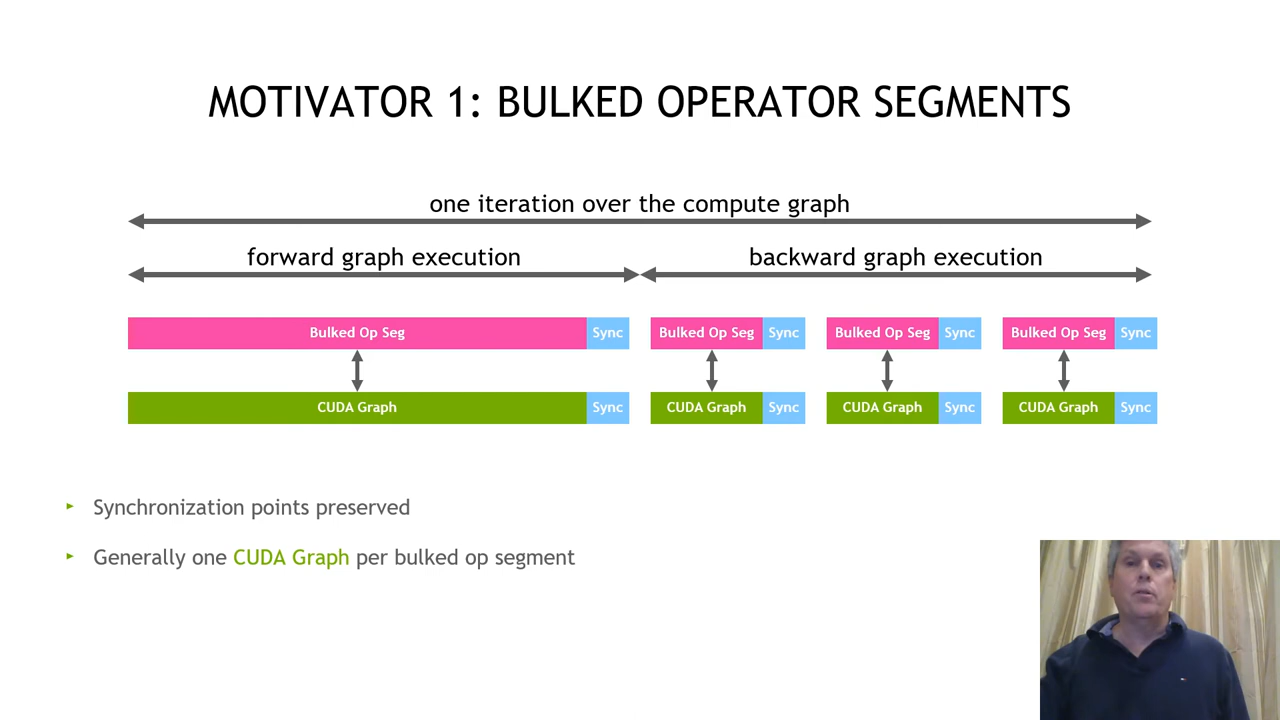 MOTIVATOR 1: BULKED OPERATOR SEGMENTS
one iteration over the compute graph
forward graph execution
backward graph execution
Bulked Op Seg Sync Bulked Op Seg Sync Bulked Op Seg Sync Bulked Op Seg Sync
CUDA Graph Sync CUDA Graph Sync CUDA Graph Sync CUDA Graph Sync
Synchronization points preserved
Generally one CUDA Graph per bulked op segment